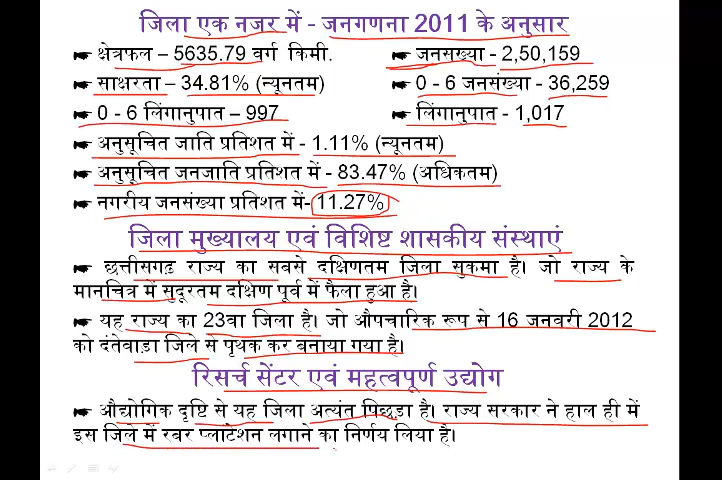 जिला एक नजर में - जनगणना 2011 के अनुसार
☛ क्षेत्रफल – 5635.79 वर्ग किमी. ☛ जनसख्या - 2,50,159
☛ साक्षरता – 34.81% (न्यूनतम) ☛ 0 - 6 जनसंख्या - 36,259
☛ 0 - 6 लिंगानुपात – 997 ☛ लिंगानुपात - 1,017
☛ अनुसूचित जाति प्रतिशत में - 1.11% (न्यूनतम)
☛ अनुसूचित जनजाति प्रतिशत में - 83.47% (अधिकतम)
☛ नगरीय जनसंख्या प्रतिशत में- 11.27%
जिला मुख्यालय एवं विशिष्ट शासकीय संस्थाएं
☛ छत्तीसगढ़ राज्य का सबसे दक्षिणतम जिला सुकमा है। जो राज्य के
मानचित्र में सुदूरतम दक्षिण पूर्व में फैला हुआ है।
☛ यह राज्य का 23वा जिला है। जो औपचारिक रूप से 16 जनवरी 2012
को दंतेवाड़ा जिले से पृथक कर बनाया गया है।
रिसर्च सेंटर एवं महत्वपूर्ण उद्योग
☛ औद्योगिक दृष्टि से यह जिला अत्यंत पिछड़ा है। राज्य सरकार ने हाल ही में
इस जिले में रबर प्लांटेशन लगाने का निर्णय लिया है।